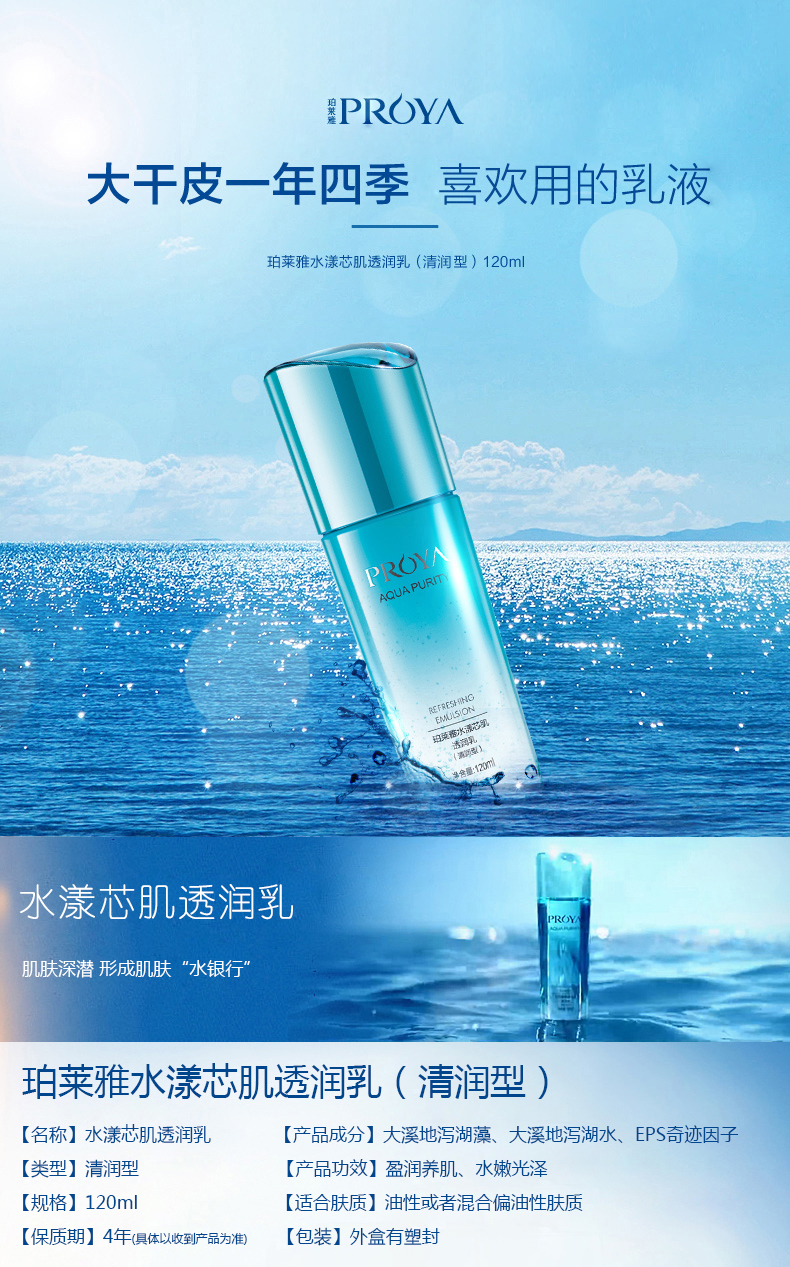 珀莱雅 PROYA
大干皮一年四季 喜欢用的乳液
珀莱雅水漾芯肌透润乳（清润型）120ml
PROYA
AQUA PURITY
REFRESHING
EMULSION
珀莱雅水漾芯肌
透润乳
（清润型）
净含量:120ml
水漾芯肌透润乳
肌肤深潜 形成肌肤“水银行”
PROYA
AQUA PURITY
珀莱雅水漾芯肌透润乳（清润型）
【名称】水漾芯肌透润乳 【产品成分】大溪地泻湖藻、大溪地泻湖水、EPS奇迹因子
【类型】清润型 【产品功效】盈润养肌、水嫩光泽
【规格】120ml 【适合肤质】油性或者混合偏油性肤质
【保质期】4年(具体以收到产品为准) 【包装】外盒有塑封